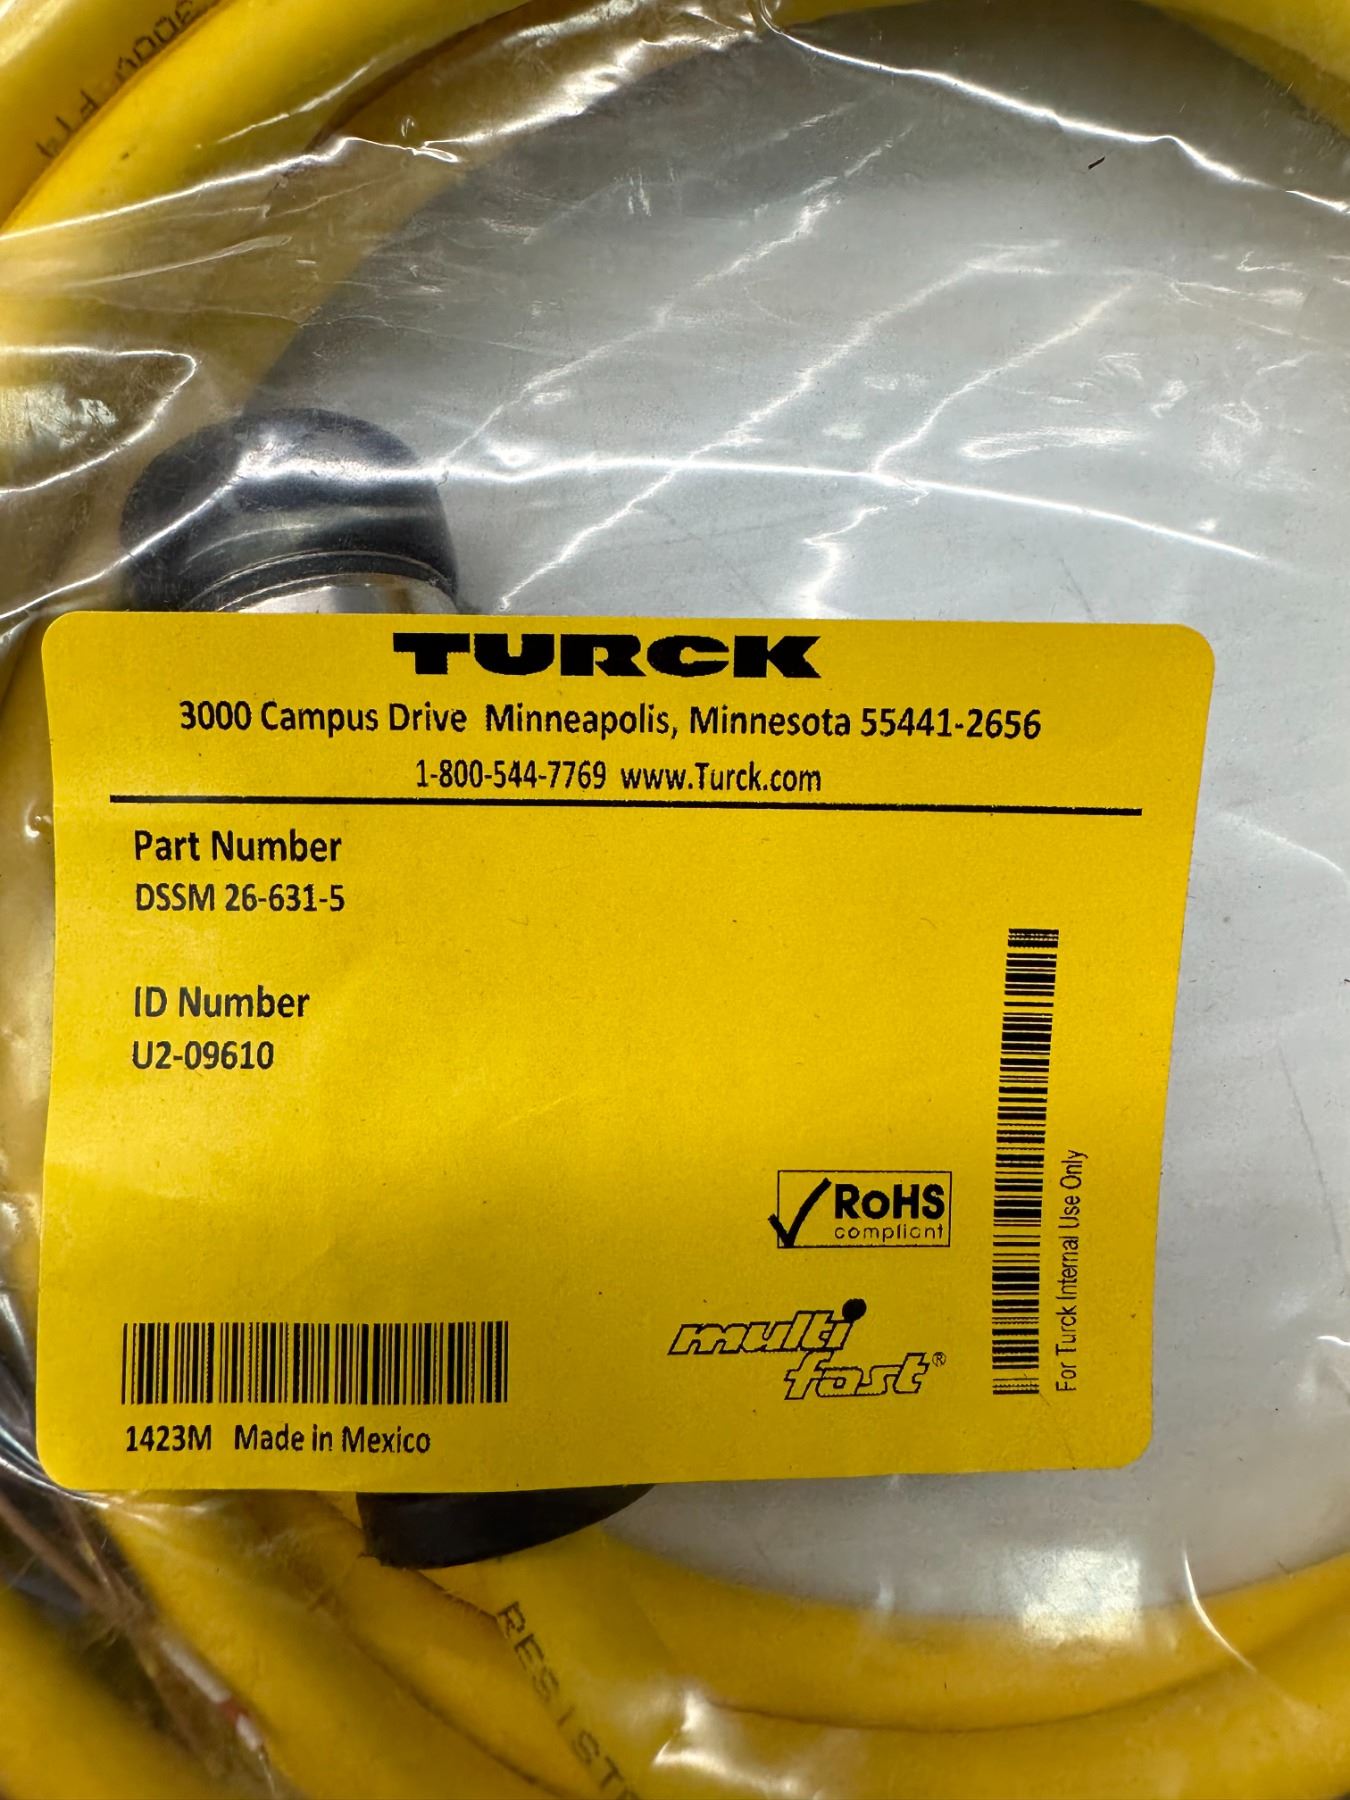 TURCK
3000 Campus Drive Minneapolis, Minnesota 55441-2656
1-800-544-7769 www.Turck.com
Part Number
DSSM 26-631-5
ID Number
U2-09610
RoHS
compliant
For Turck Internal Use Only
multi
fast®
1423M Made in Mexico
RESIST